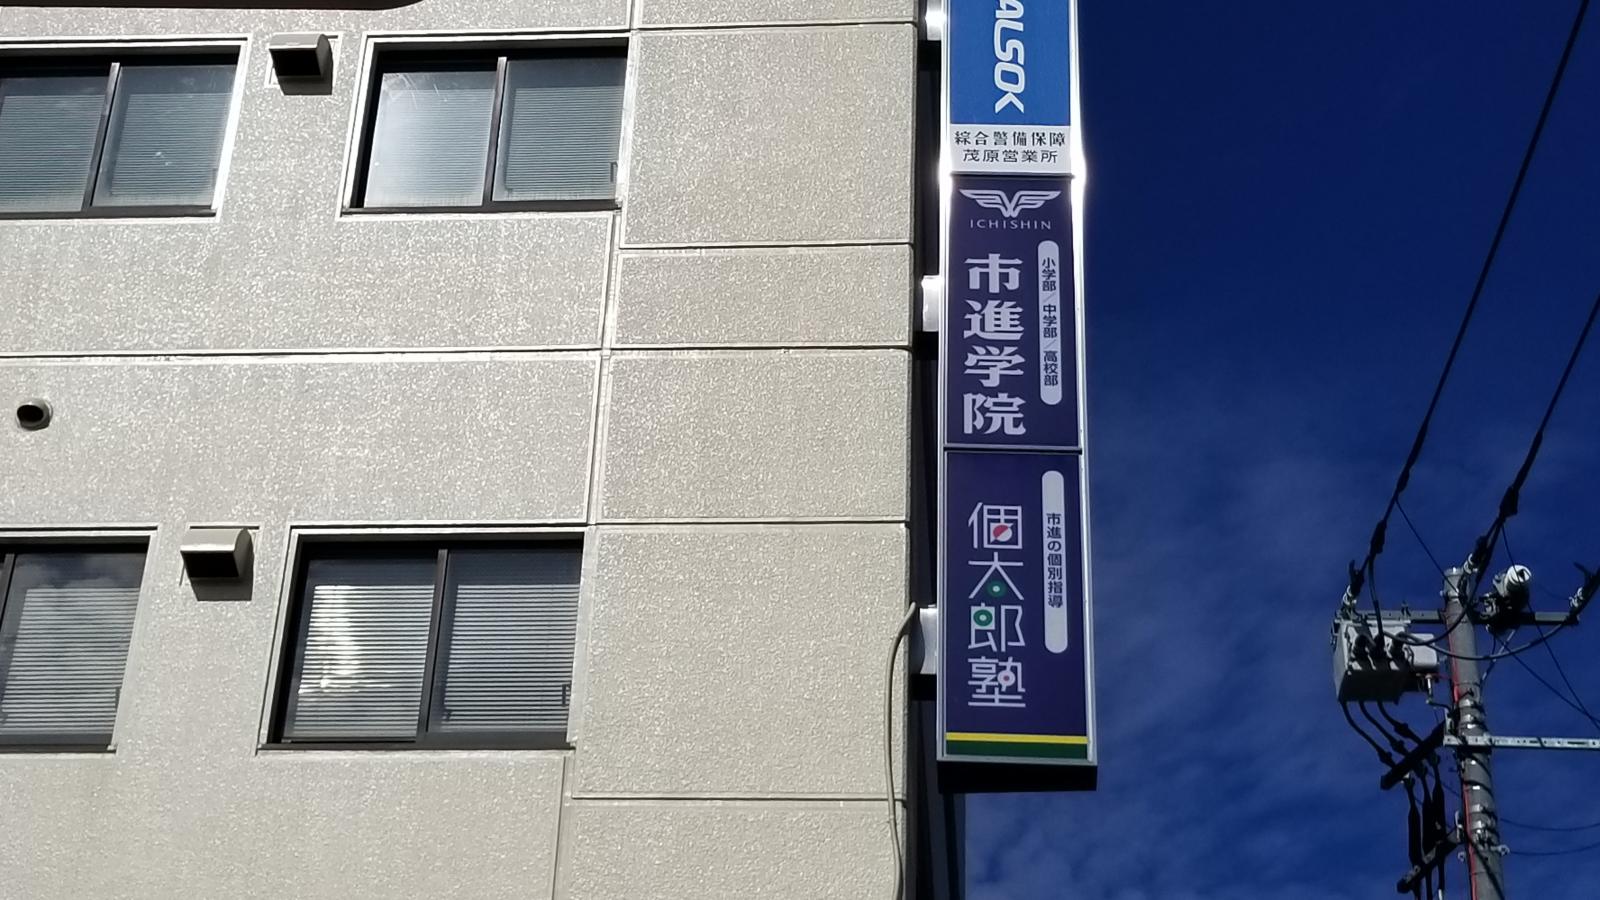 ALSOK
綜合警備保障
茂原営業所
ICHISHIN
市進学院
小学部/中学部/高校部
個太郎塾
市進の個別指導